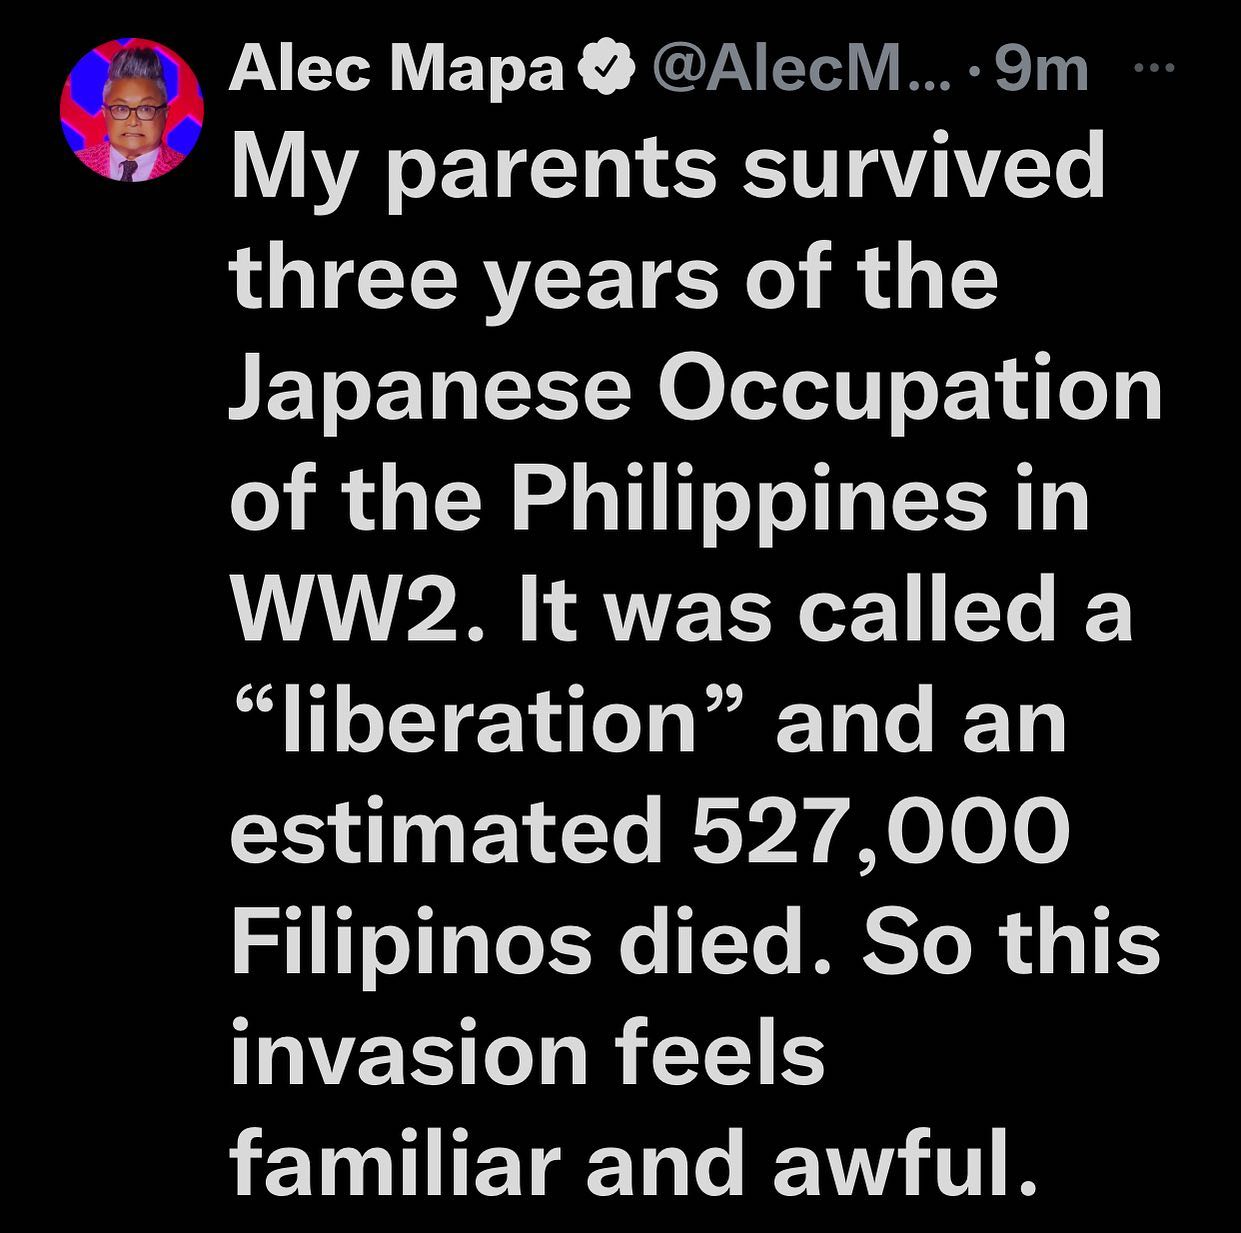 Alec Mapa @AlecM... · 9m
My parents survived
three years of the
Japanese Occupation
of the Philippines in
WW2. It was called a
“liberation” and an
estimated 527,000
Filipinos died. So this
invasion feels
familiar and awful.